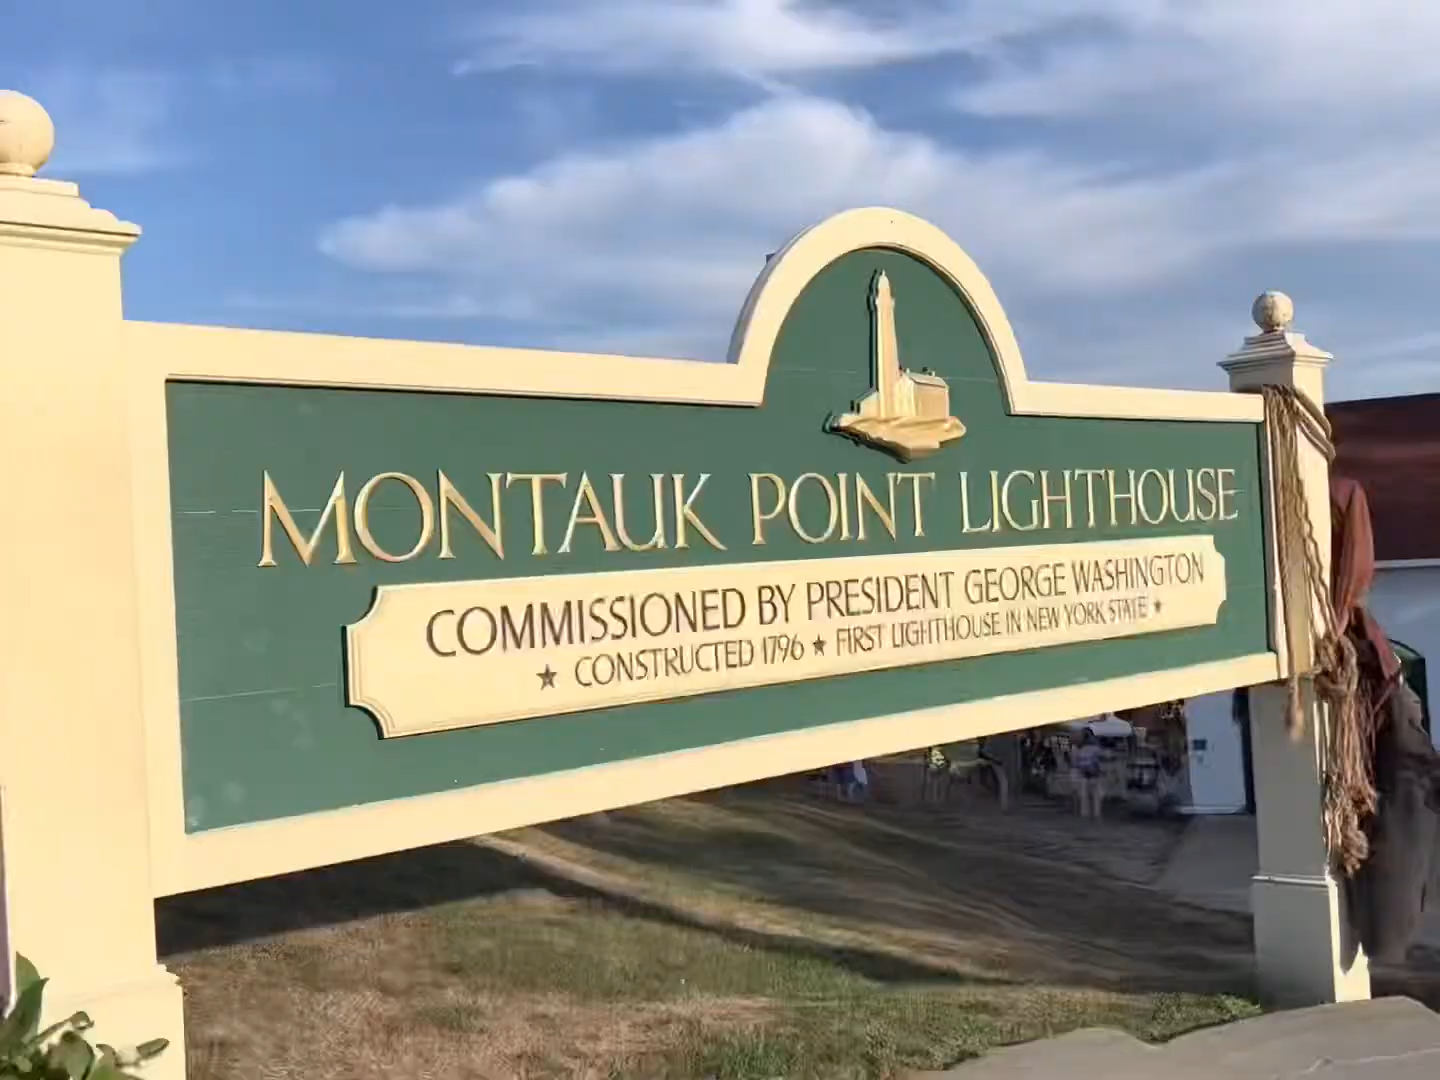 MONTAUK POINT LIGHTHOUSE
COMMISSIONED BY PRESIDENT GEORGE WASHINGTON
★ CONSTRUCTED 1796 ★ FIRST LIGHTHOUSE IN NEW YORK STATE ★